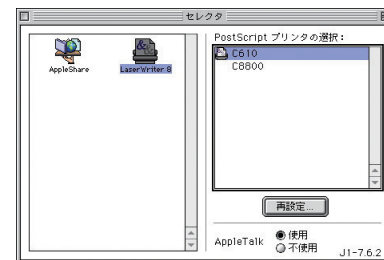 セレクタ
AppleShare
LaserWriter 8
PostScript プリンタの選択：
C610
C8800
再設定...
AppleTalk
使用
不使用
J1-7.6.2